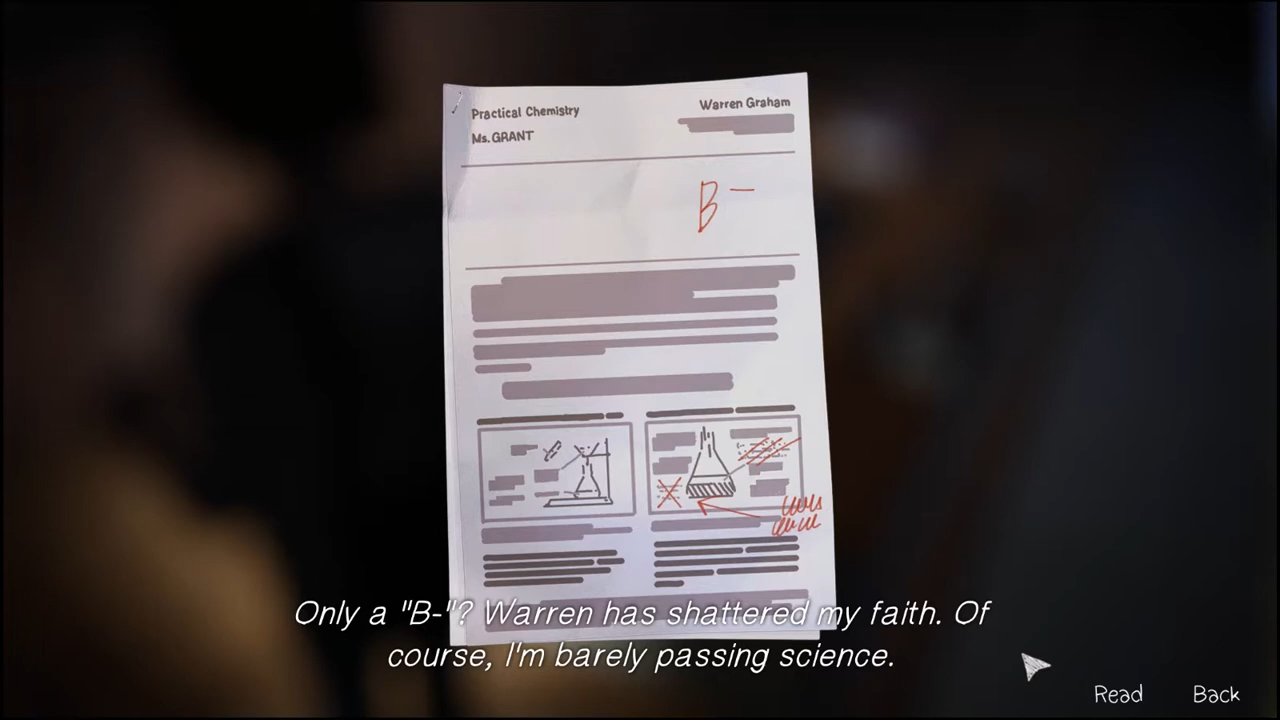 Practical Chemistry
Warren Graham
Ms. GRANT
B-
Only a "B-"? Warren has shattered my faith. Of
course, I'm barely passing science.
Read
Back